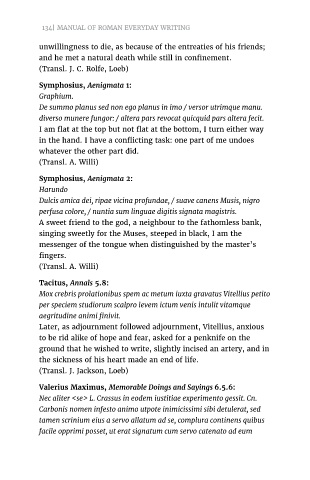 134| MANUAL OF ROMAN EVERYDAY WRITING
unwillingness to die, as because of the entreaties of his friends;
and he met a natural death while still in confinement.
(Transl. J. C. Rolfe, Loeb)
Symphosius, Aenigmata 1:
Graphium.
De summo planus sed non ego planus in imo / versor utrimque manu.
diverso munere fungor: / altera pars revocat quicquid pars altera fecit.
I am flat at the top but not flat at the bottom, I turn either way
in the hand. I have a conflicting task: one part of me undoes
whatever the other part did.
(Transl. A. Willi)
Symphosius, Aenigmata 2:
Harundo
Dulcis amica dei, ripae vicina profundae, / suave canens Musis, nigro
perfusa colore, / nuntia sum linguae digitis signata magistris.
A sweet friend to the god, a neighbour to the fathomless bank,
singing sweetly for the Muses, steeped in black, I am the
messenger of the tongue when distinguished by the master's
fingers.
(Transl. A. Willi)
Tacitus, Annals 5.8:
Mox crebris prolationibus spem ac metum iuxta gravatus Vitellius petito
per speciem studiorum scalpro levem ictum venis intulit vitamque
aegritudine animi finivit.
Later, as adjournment followed adjournment, Vitellius, anxious
to be rid alike of hope and fear, asked for a penknife on the
ground that he wished to write, slightly incised an artery, and in
the sickness of his heart made an end of life.
(Transl. J. Jackson, Loeb)
Valerius Maximus, Memorable Doings and Sayings 6.5.6:
Nec aliter <se> L. Crassus in eodem iustitiae experimento gessit. Cn.
Carbonis nomen infesto animo utpote inimicissimi sibi detulerat, sed
tamen scrinium eius a servo allatum ad se, complura continens quibus
facile opprimi posset, ut erat signatum cum servo catenato ad eum